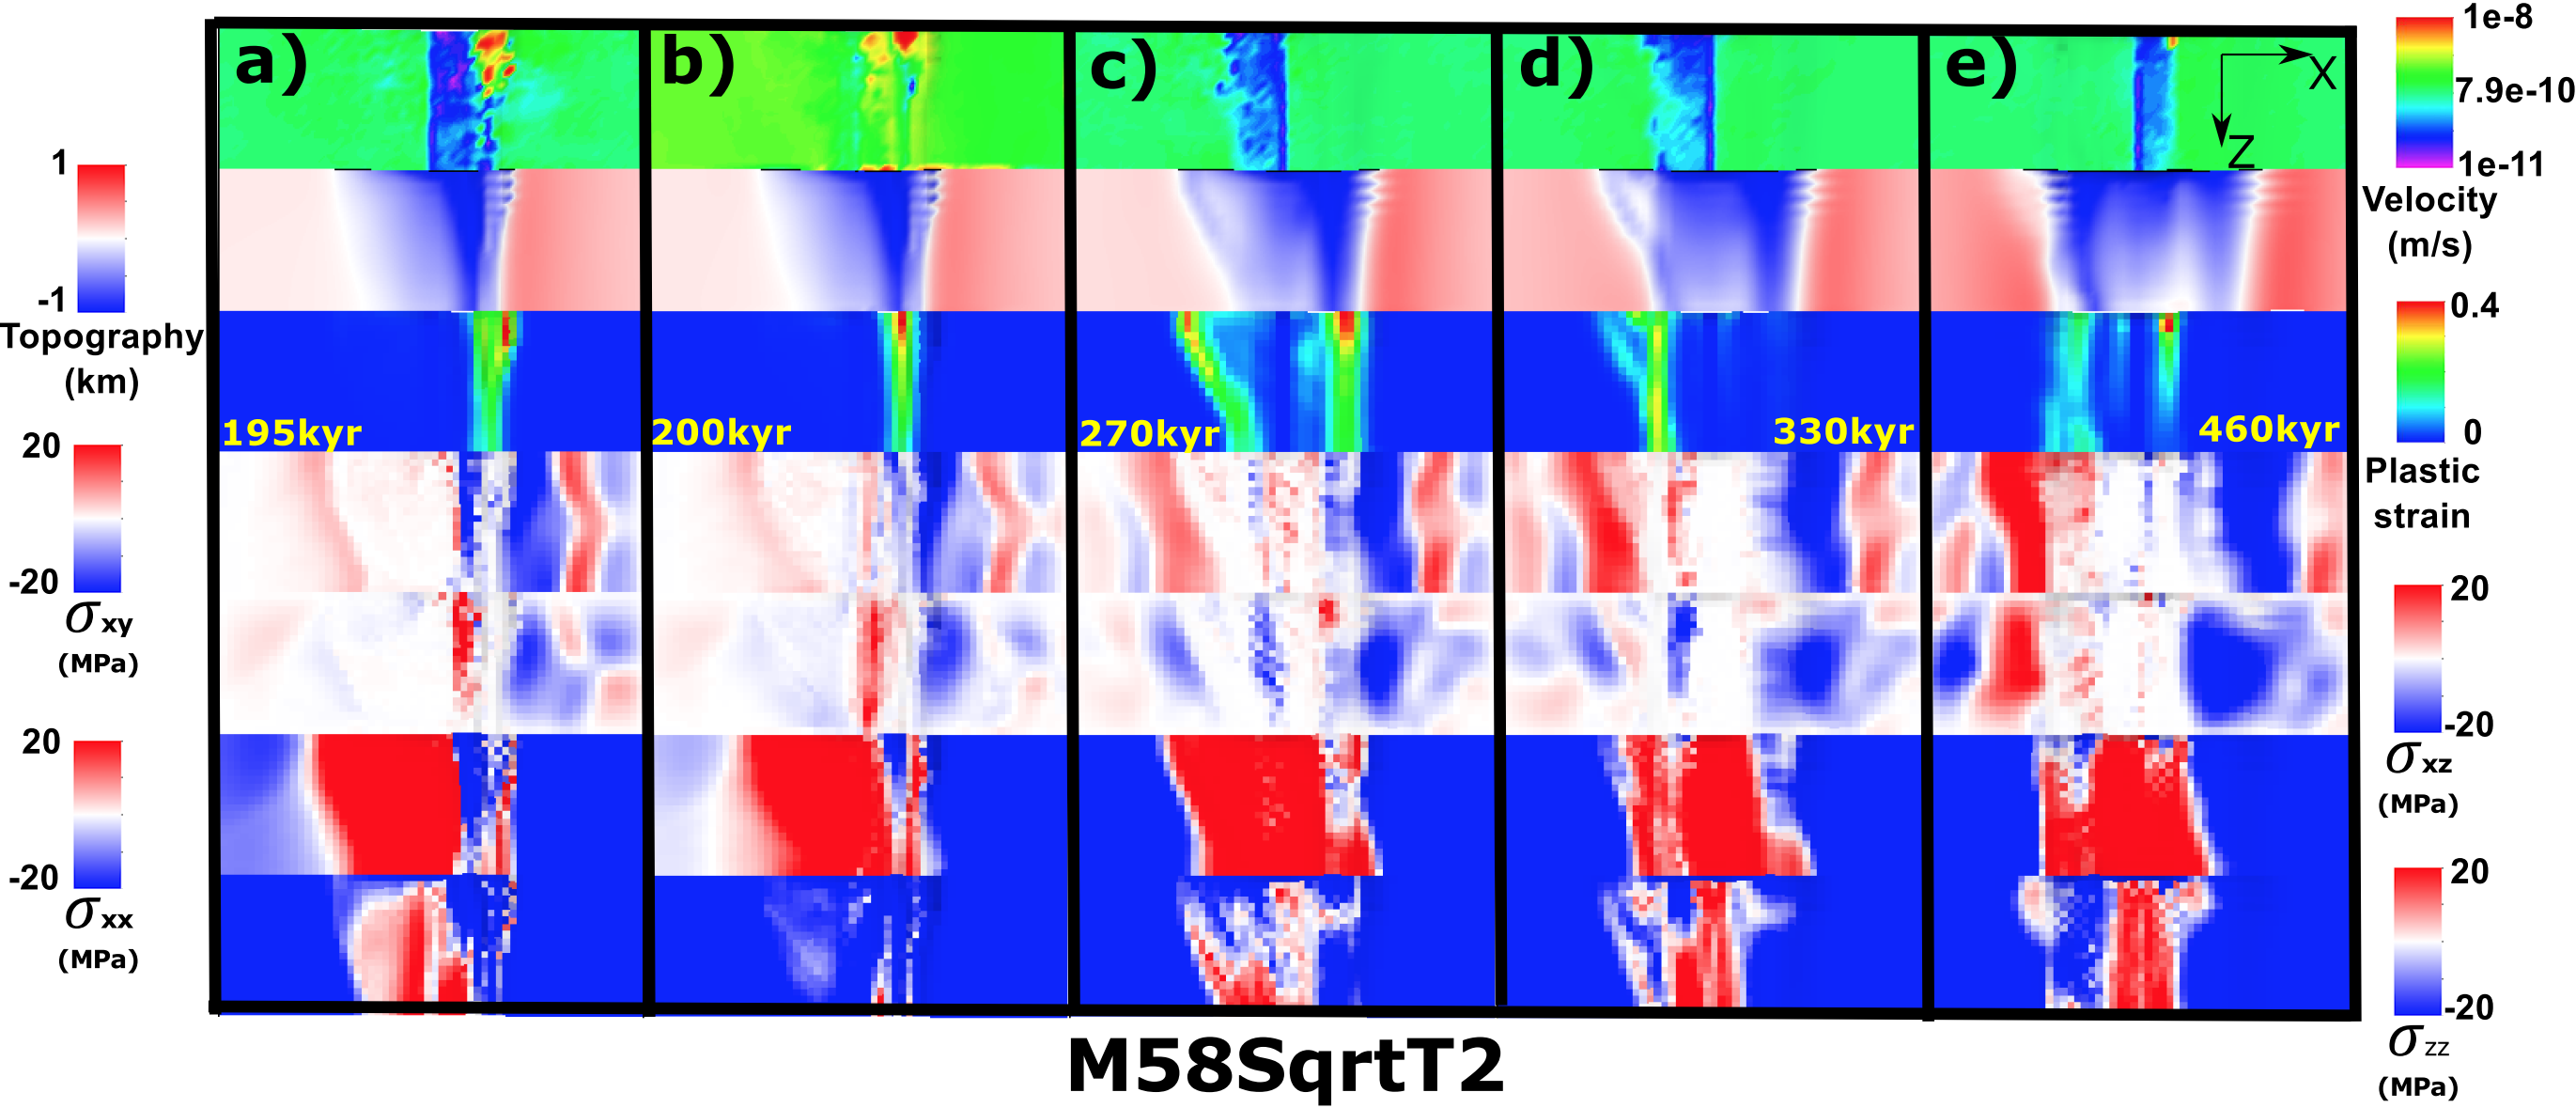 a)
b)
c)
d)
e)
X
Z
195kyr
200kyr
270kyr
330kyr
460kyr
1
-1
Topography
(km)
20
-20
σxy
(MPa)
20
-20
σxx
(MPa)
1e-8
7.9e-10
1e-11
Velocity
(m/s)
0.4
0
Plastic
strain
20
-20
σxz
(MPa)
20
-20
σzz
(MPa)
M58SqrtT2